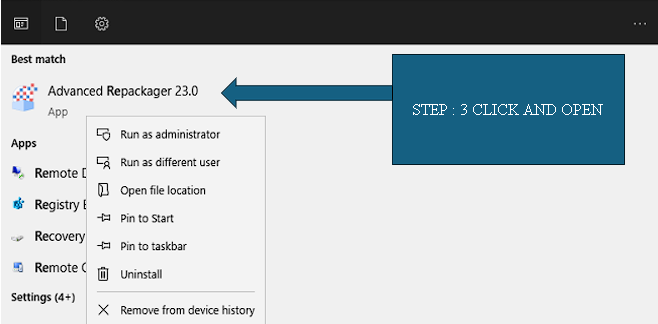 Best match
Advanced Repackager 23.0
App
STEP : 3 CLICK AND OPEN
Run as administrator
Run as different user
Open file location
Pin to Start
Pin to taskbar
Uninstall
Remove from device history
Apps
Remote D
Registry E
Recovery
Remote C
Settings (4+)